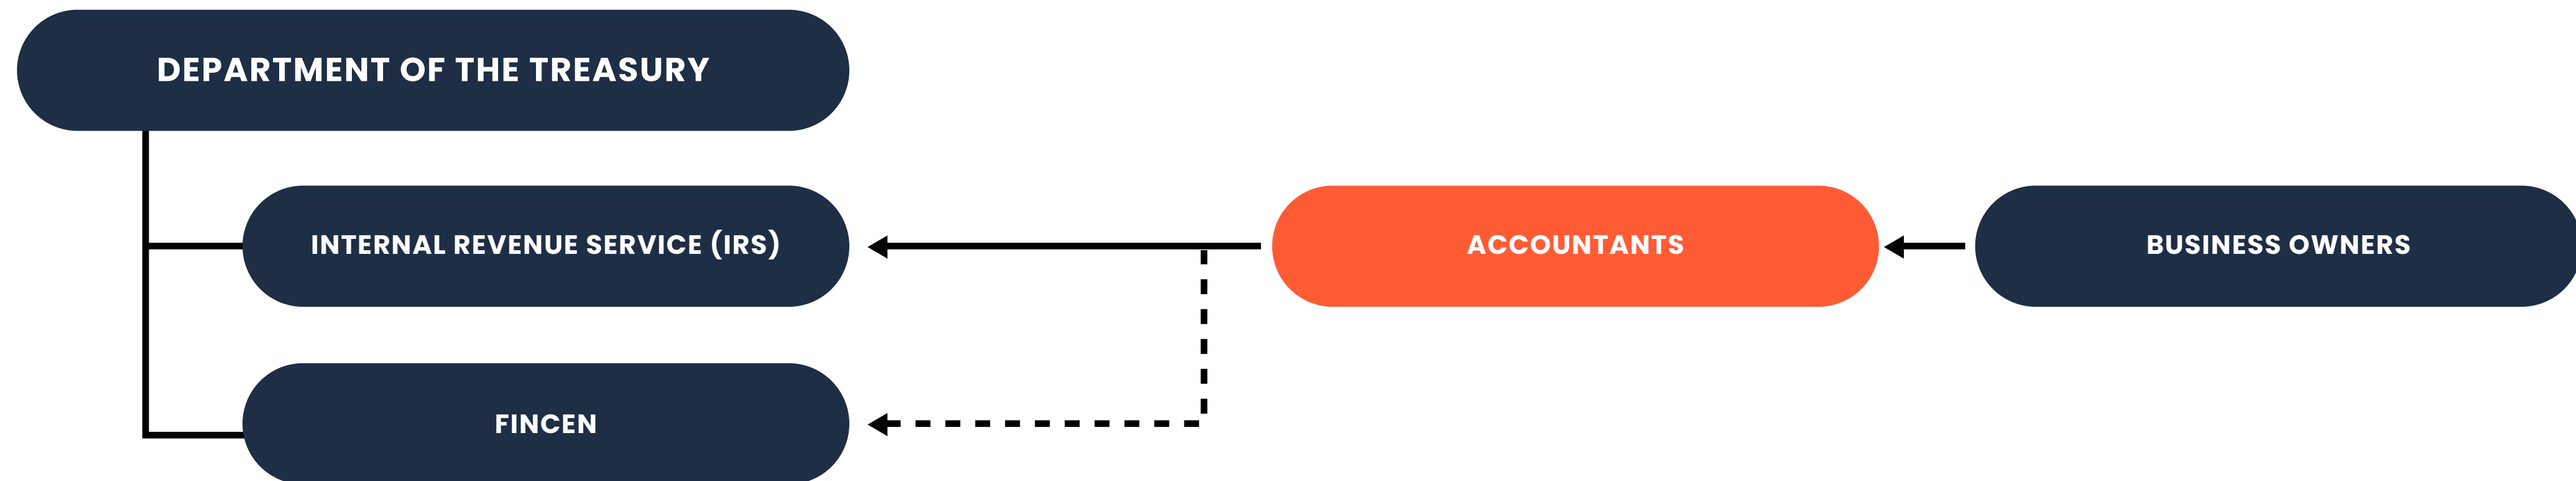 DEPARTMENT OF THE TREASURY
INTERNAL REVENUE SERVICE (IRS)
ACCOUNTANTS
BUSINESS OWNERS
FINCEN